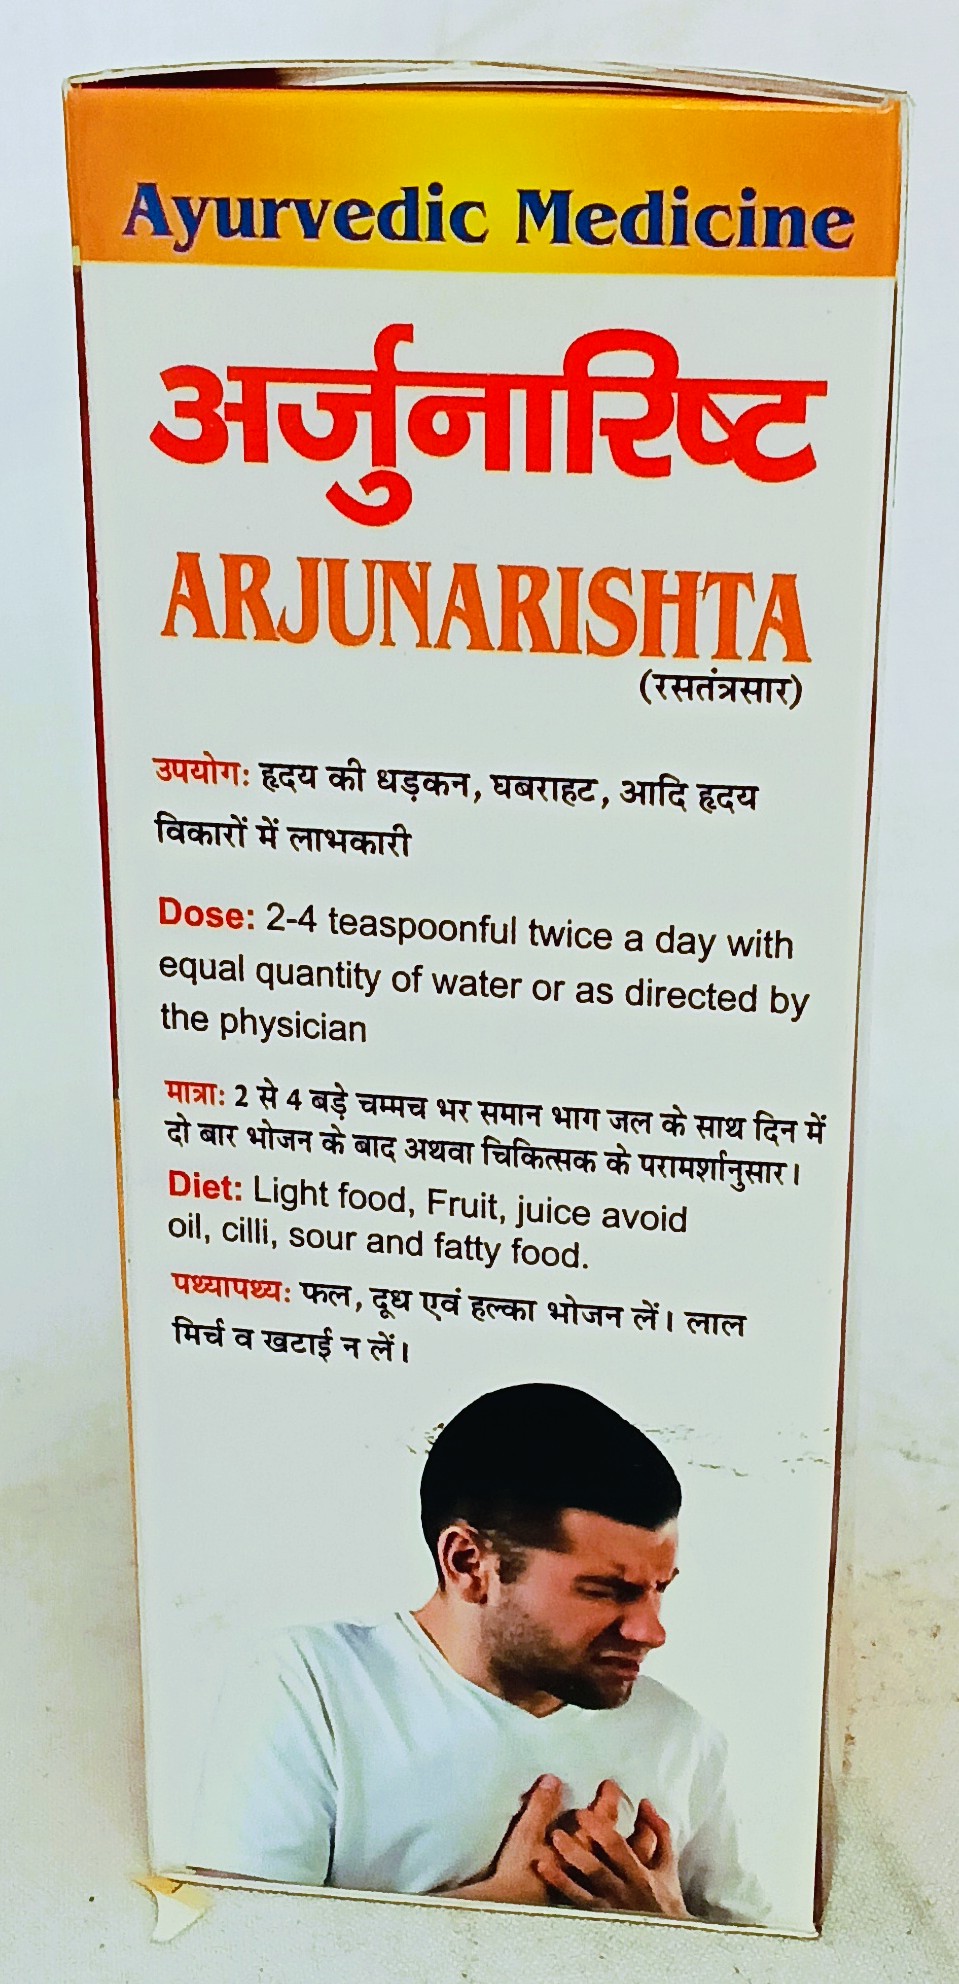 Ayurvedic Medicine
अर्जुनारिष्ट
ARJUNARISHTA
(रसतंत्रसार)
उपयोग: हृदय की धड़कन, घबराहट, आदि हृदय
विकारों में लाभकारी
Dose: 2-4 teaspoonful twice a day with
equal quantity of water or as directed by
the physician
मात्रा: 2 से 4 बड़े चम्मच भर समान भाग जल के साथ दिन में
दो बार भोजन के बाद अथवा चिकित्सक के परामर्शानुसार।
Diet: Light food, Fruit, juice avoid
oil, cilli, sour and fatty food.
पथ्यापथ्य: फल, दूध एवं हल्का भोजन लें। लाल
मिर्च व खटाई न लें।